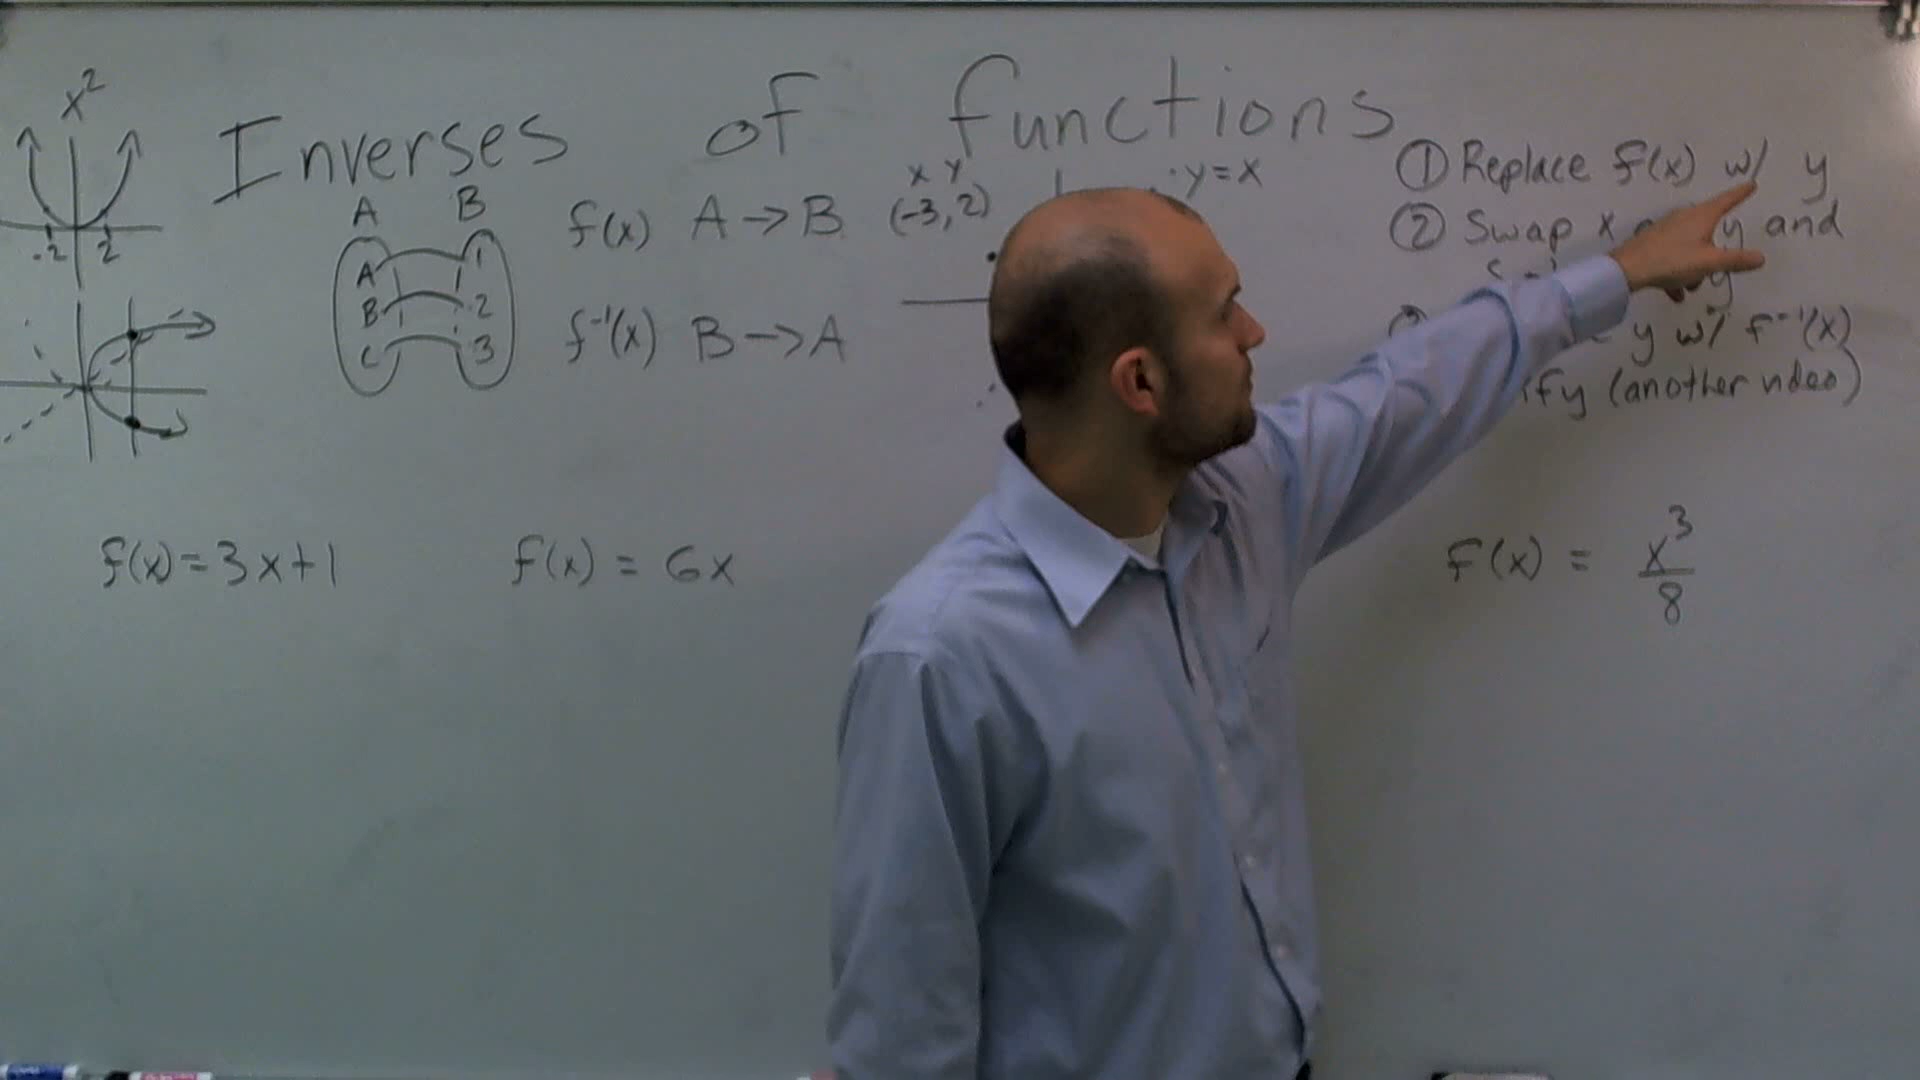 x²
Inverses of functions
.2 2
A B
A 1
B 2
C 3
f(x) A → B
f⁻¹(x) B → A
x y
(-3, 2)
y = x
① Replace f(x) w/ y
② Swap x y and
y
y w/ f⁻¹(x)
(another video)
f(x) = 3x + 1
f(x) = 6x
f(x) = x³/8